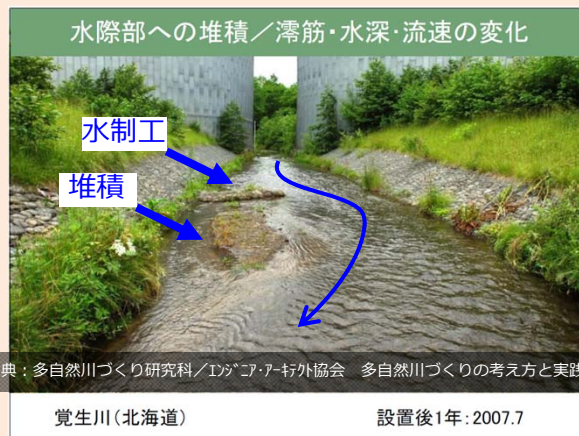 水際部への堆積／澪筋・水深・流速の変化
水制工
堆積
典：多自然川づくり研究科／ｴﾝｼﾞﾆｱ・ｱｰｷﾃｸﾄ協会　多自然川づくりの考え方と実践
覚生川（北海道）
設置後1年：2007.7